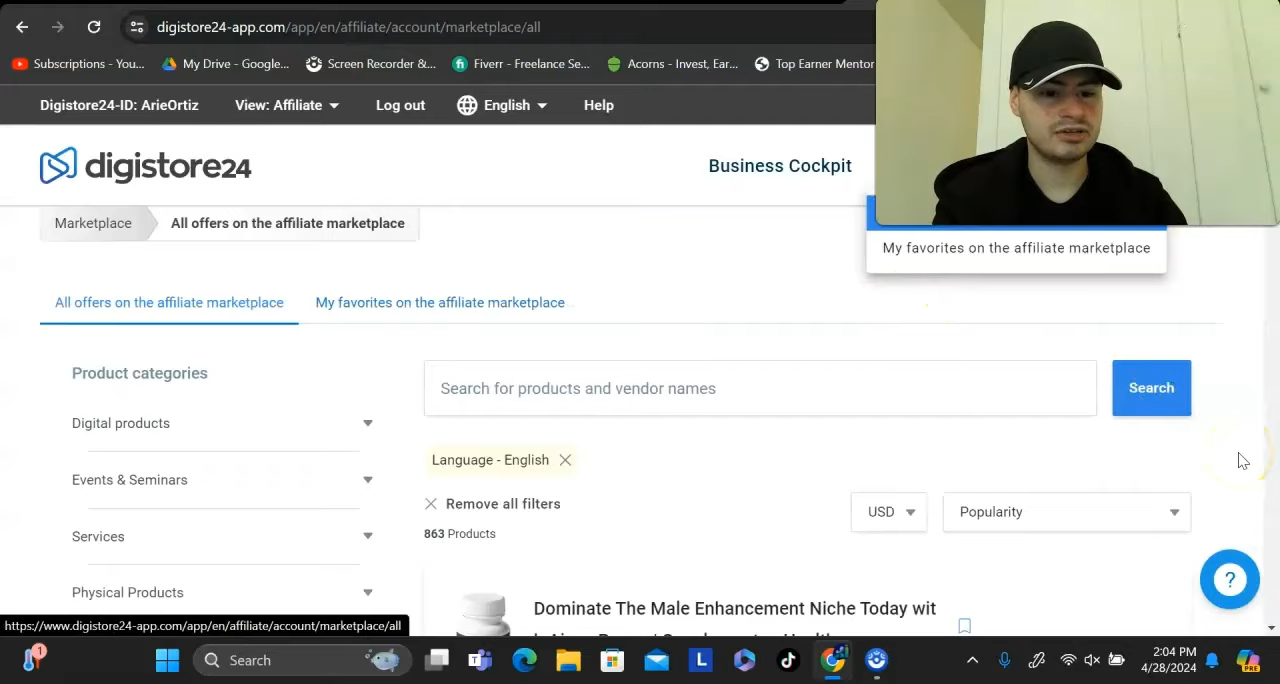 digistore24-app.com/app/en/affiliate/account/marketplace/all
Subscriptions - You... My Drive - Google... Screen Recorder &... Fiverr - Freelance Se... Acorns - Invest, Ear... Top Earner Mentor
Digistore24-ID: ArieOrtiz View: Affiliate Log out English Help
digistore24 Business Cockpit
Marketplace All offers on the affiliate marketplace
My favorites on the affiliate marketplace
All offers on the affiliate marketplace My favorites on the affiliate marketplace
Product categories
Search for products and vendor names Search
Digital products
Language - English
Events & Seminars
Remove all filters
USD Popularity
863 Products
Services
Physical Products
Dominate The Male Enhancement Niche Today wit
https://www.digistore24-app.com/app/en/affiliate/account/marketplace/all
?
1 Search T L PRE
2:04 PM
4/28/2024